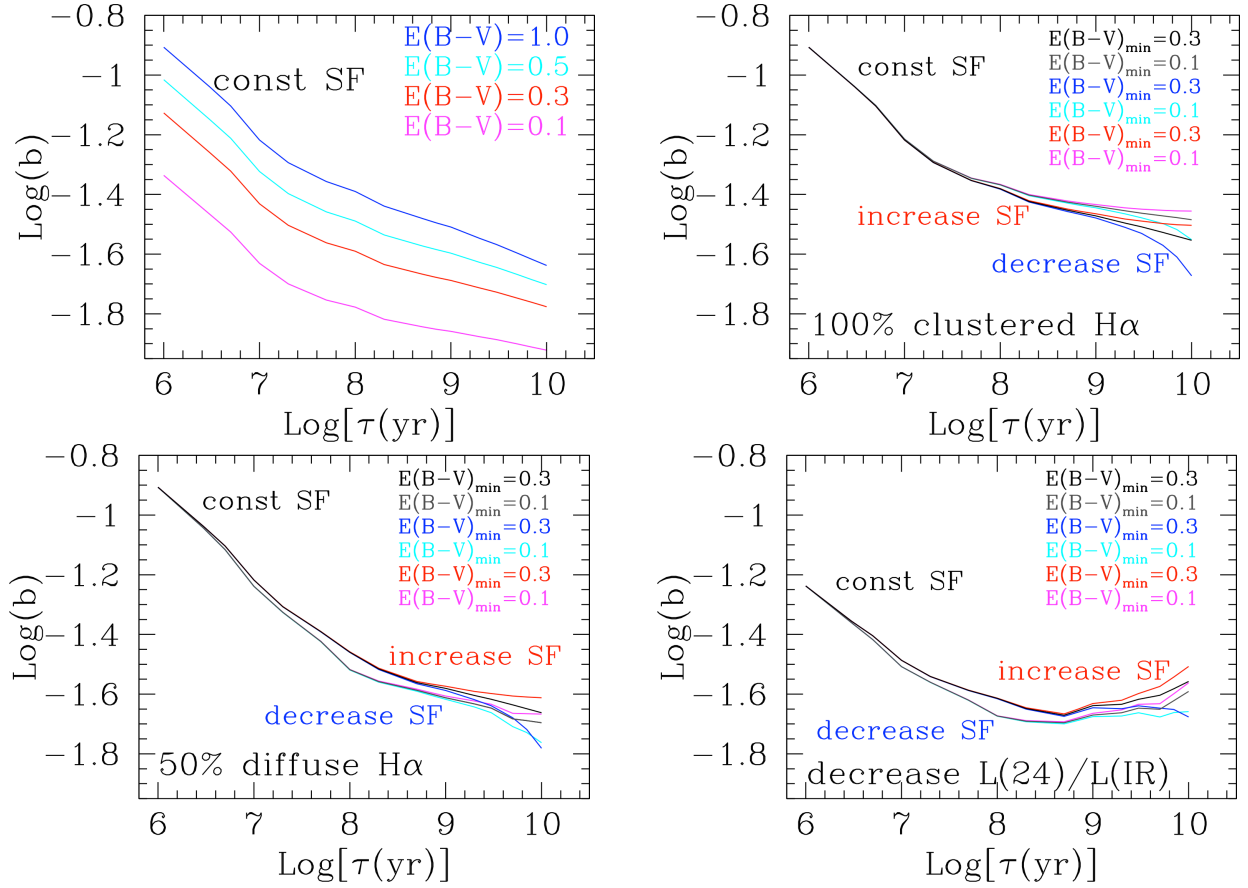 −0.8
−1
−1.2
−1.4
−1.6
−1.8
Log(b)
E(B−V)=1.0
E(B−V)=0.5
E(B−V)=0.3
E(B−V)=0.1
const SF
6 7 8 9 10
Log[τ(yr)]
−0.8
−1
−1.2
−1.4
−1.6
−1.8
Log(b)
E(B−V)min=0.3
E(B−V)min=0.1
E(B−V)min=0.3
E(B−V)min=0.1
E(B−V)min=0.3
E(B−V)min=0.1
const SF
increase SF
decrease SF
100% clustered Hα
6 7 8 9 10
Log[τ(yr)]
−0.8
−1
−1.2
−1.4
−1.6
−1.8
Log(b)
E(B−V)min=0.3
E(B−V)min=0.1
E(B−V)min=0.3
E(B−V)min=0.1
E(B−V)min=0.3
E(B−V)min=0.1
const SF
increase SF
decrease SF
50% diffuse Hα
6 7 8 9 10
Log[τ(yr)]
−0.8
−1
−1.2
−1.4
−1.6
−1.8
Log(b)
E(B−V)min=0.3
E(B−V)min=0.1
E(B−V)min=0.3
E(B−V)min=0.1
E(B−V)min=0.3
E(B−V)min=0.1
const SF
increase SF
decrease SF
decrease L(24)/L(IR)
6 7 8 9 10
Log[τ(yr)]